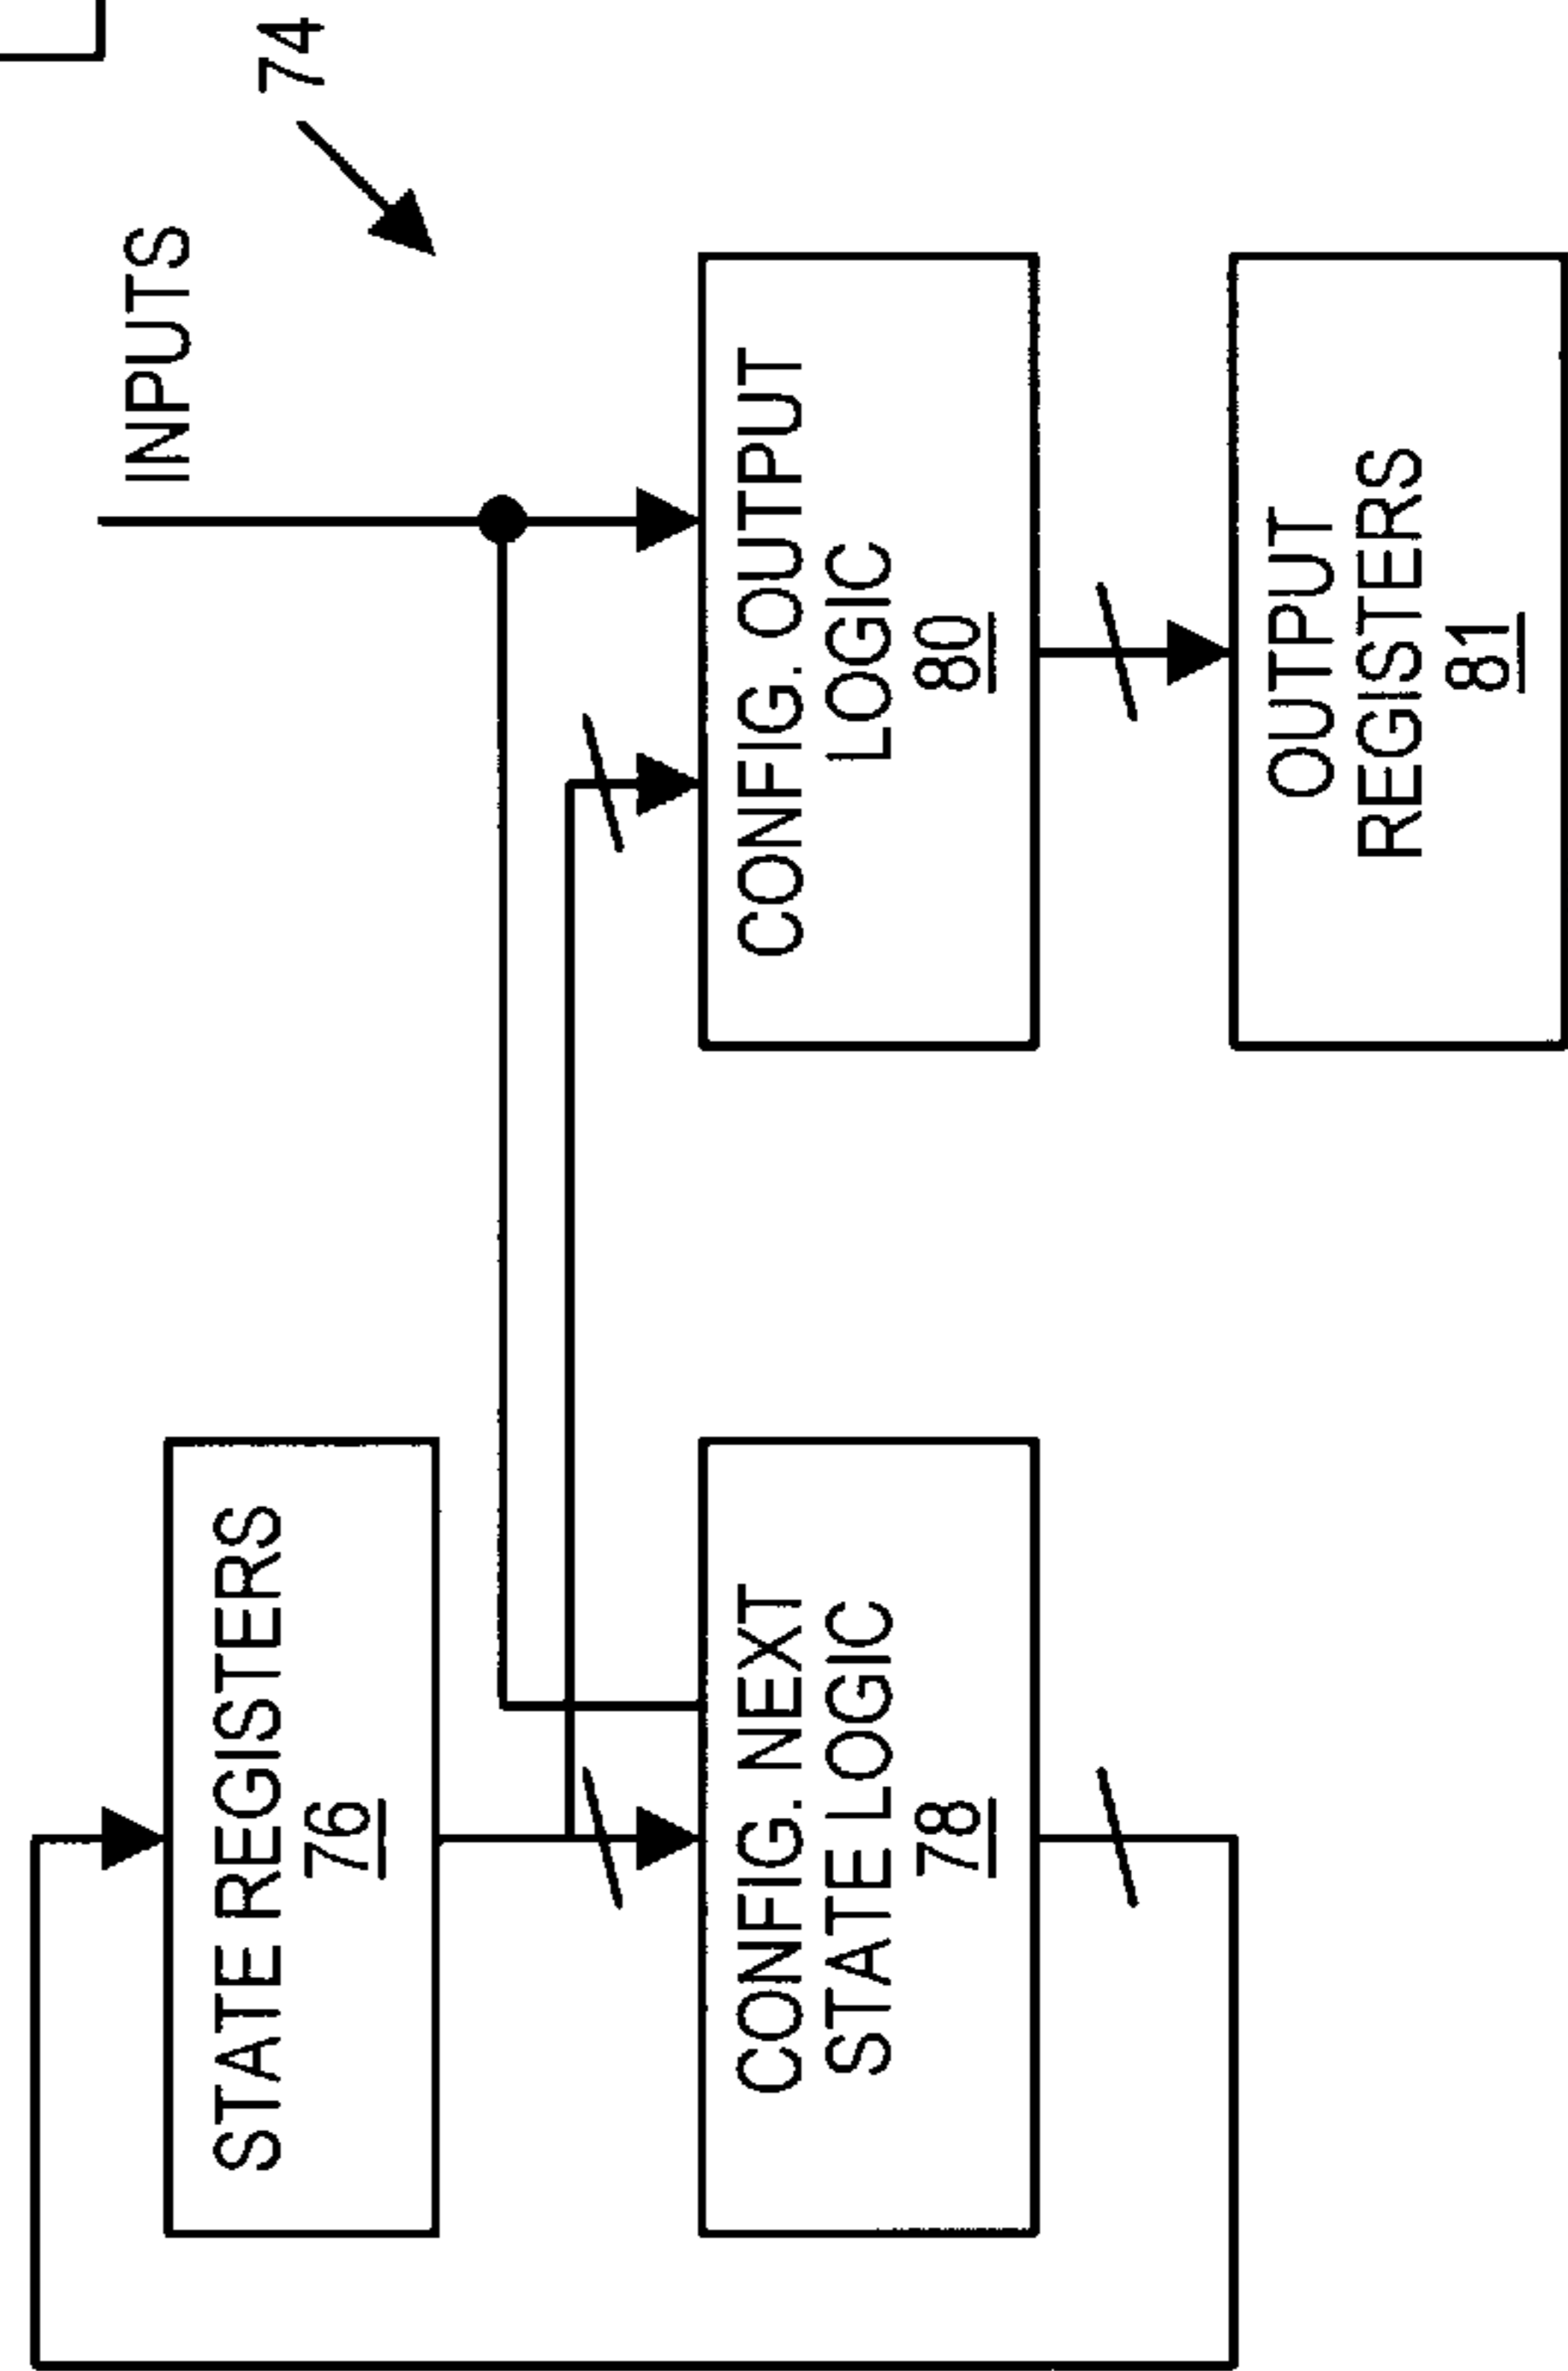 74
INPUTS
STATE REGISTERS
76
CONFIG. NEXT
STATE LOGIC
78
CONFIG. OUTPUT
LOGIC
80
OUTPUT
REGISTERS
81